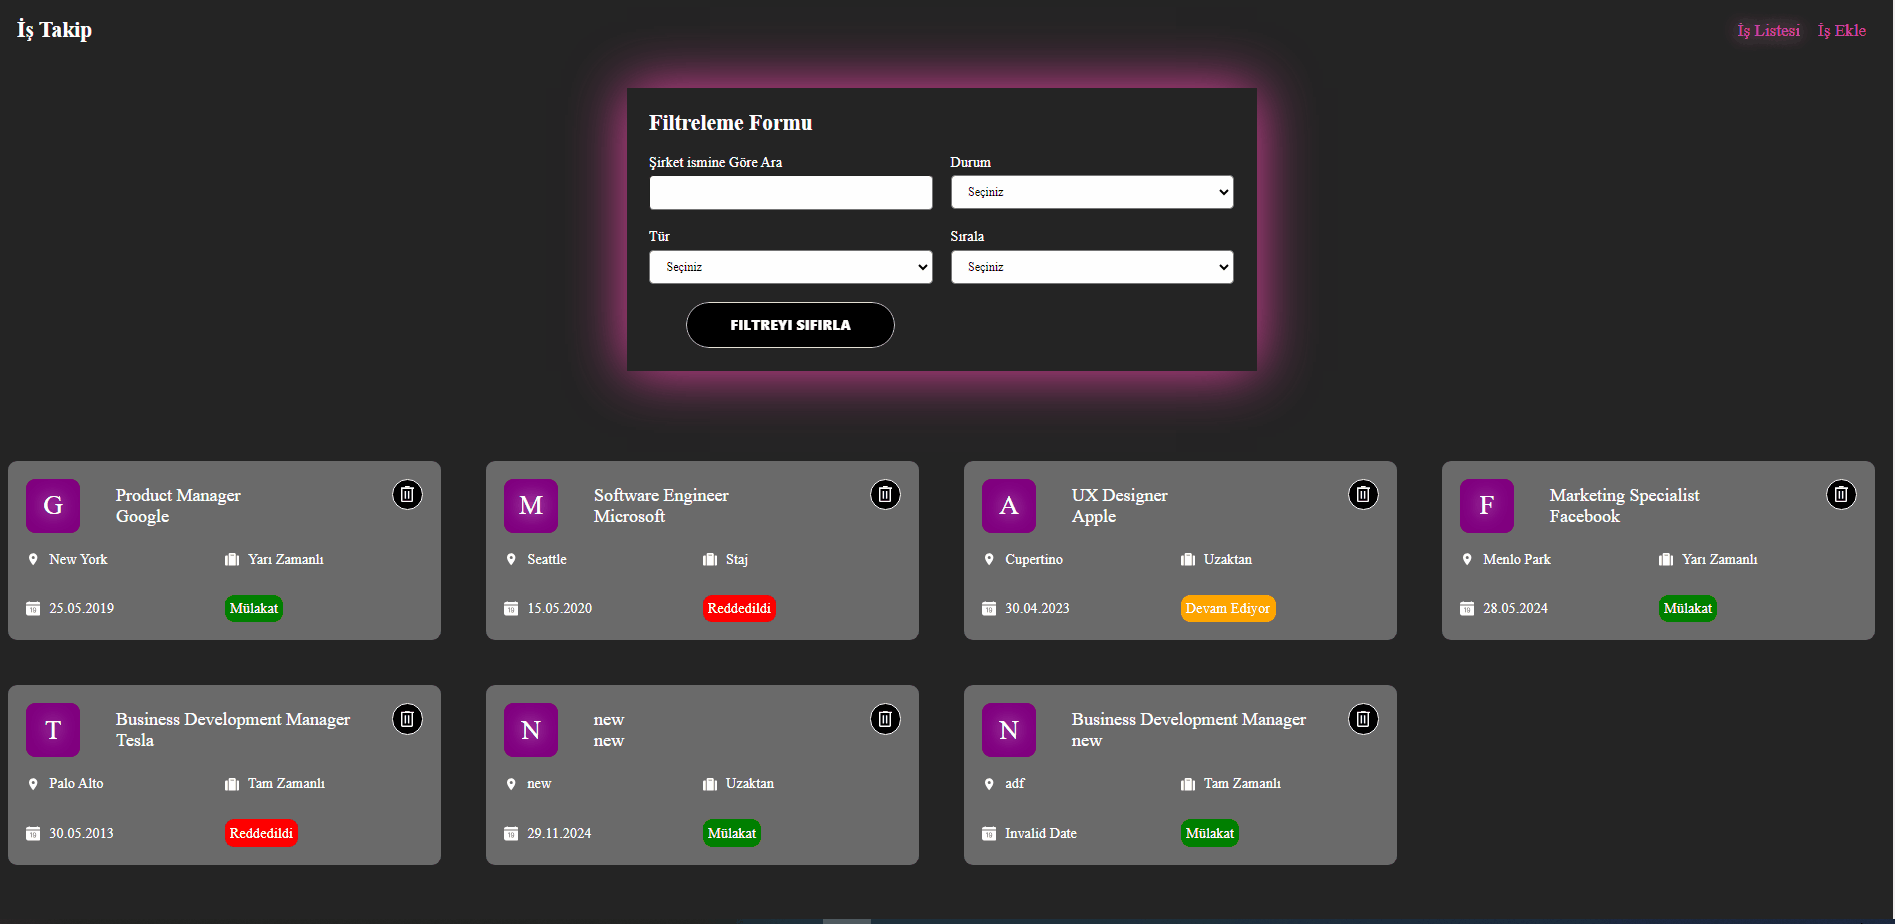 İş Takip
İş Listesi
İş Ekle
Filtreleme Formu
Şirket ismine Göre Ara
Durum
Seçiniz
Tür
Sırala
Seçiniz
Seçiniz
FILTREYI SIFIRLA
G
Product Manager
Google
New York
Yarı Zamanlı
25.05.2019
Mülakat
M
Software Engineer
Microsoft
Seattle
Staj
15.05.2020
Reddedildi
A
UX Designer
Apple
Cupertino
Uzaktan
30.04.2023
Devam Ediyor
F
Marketing Specialist
Facebook
Menlo Park
Yarı Zamanlı
28.05.2024
Mülakat
T
Business Development Manager
Tesla
Palo Alto
Tam Zamanlı
30.05.2013
Reddedildi
N
new
new
new
Uzaktan
29.11.2024
Mülakat
N
Business Development Manager
new
adf
Tam Zamanlı
Invalid Date
Mülakat